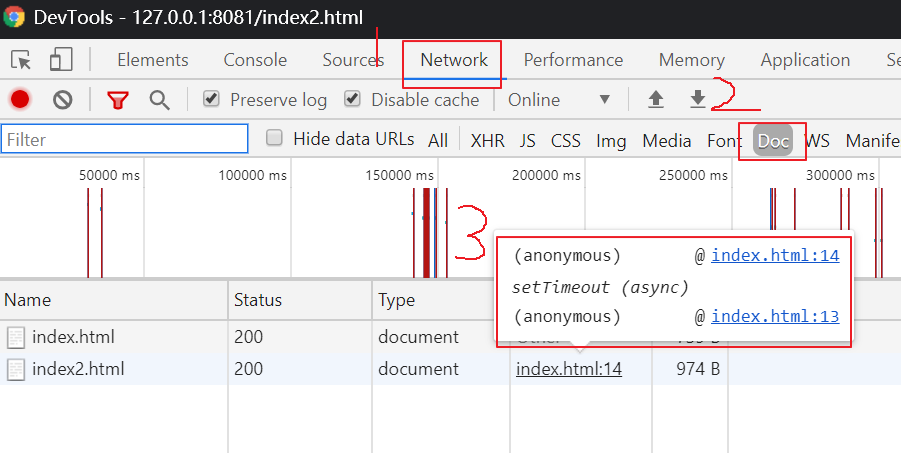 DevTools - 127.0.0.1:8081/index2.html
Elements Console Sources Network Performance Memory Application
1
Preserve log Disable cache Online
2
Filter Hide data URLs All XHR JS CSS Img Media Font Doc WS Manife
50000 ms 100000 ms 150000 ms 200000 ms 250000 ms 300000 ms
3
(anonymous) @ index.html:14
setTimeout (async)
(anonymous) @ index.html:13
Name Status Type
index.html 200 document
index2.html 200 document index.html:14 974 B